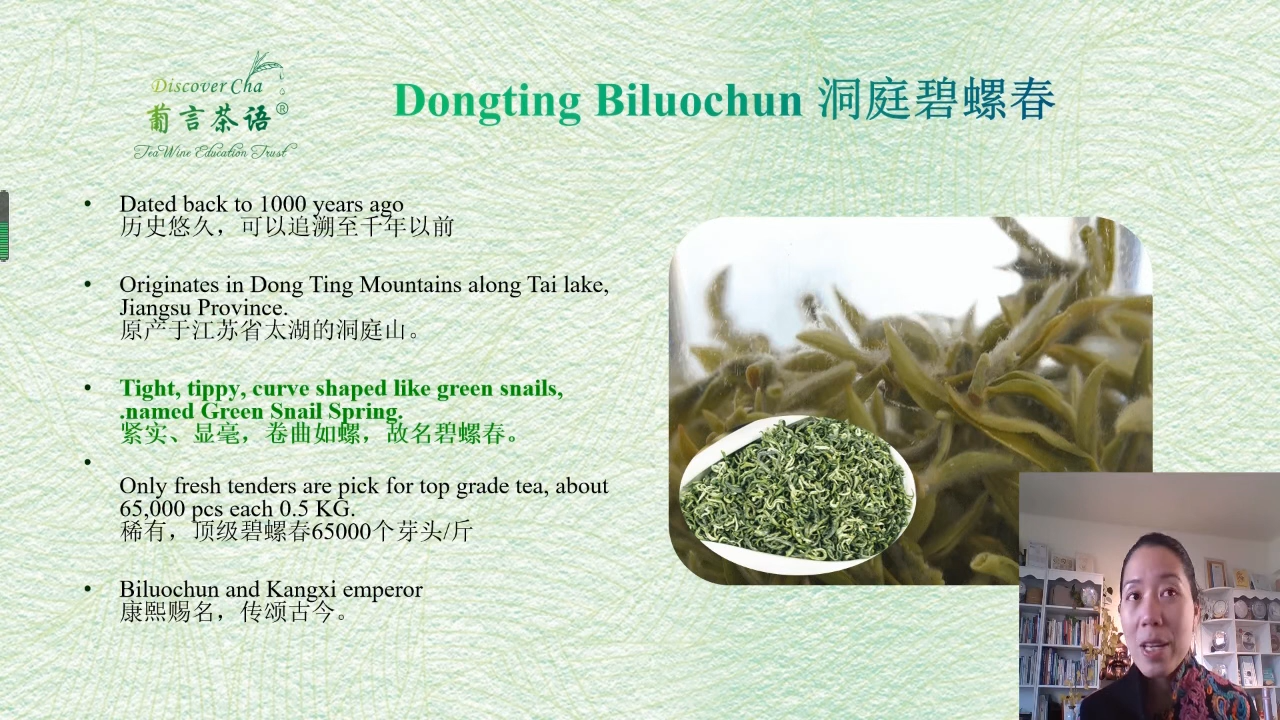 Discover Cha
葡言茶语®
TeaWine Education Trust
Dongting Biluochun 洞庭碧螺春
• Dated back to 1000 years ago
历史悠久，可以追溯至千年以前
• Originates in Dong Ting Mountains along Tai lake,
Jiangsu Province.
原产于江苏省太湖的洞庭山。
• Tight, tippy, curve shaped like green snails,
.named Green Snail Spring.
紧实、显毫，卷曲如螺，故名碧螺春。
•
Only fresh tenders are pick for top grade tea, about
65,000 pcs each 0.5 KG.
稀有，顶级碧螺春65000个芽头/斤
• Biluochun and Kangxi emperor
康熙赐名，传颂古今。